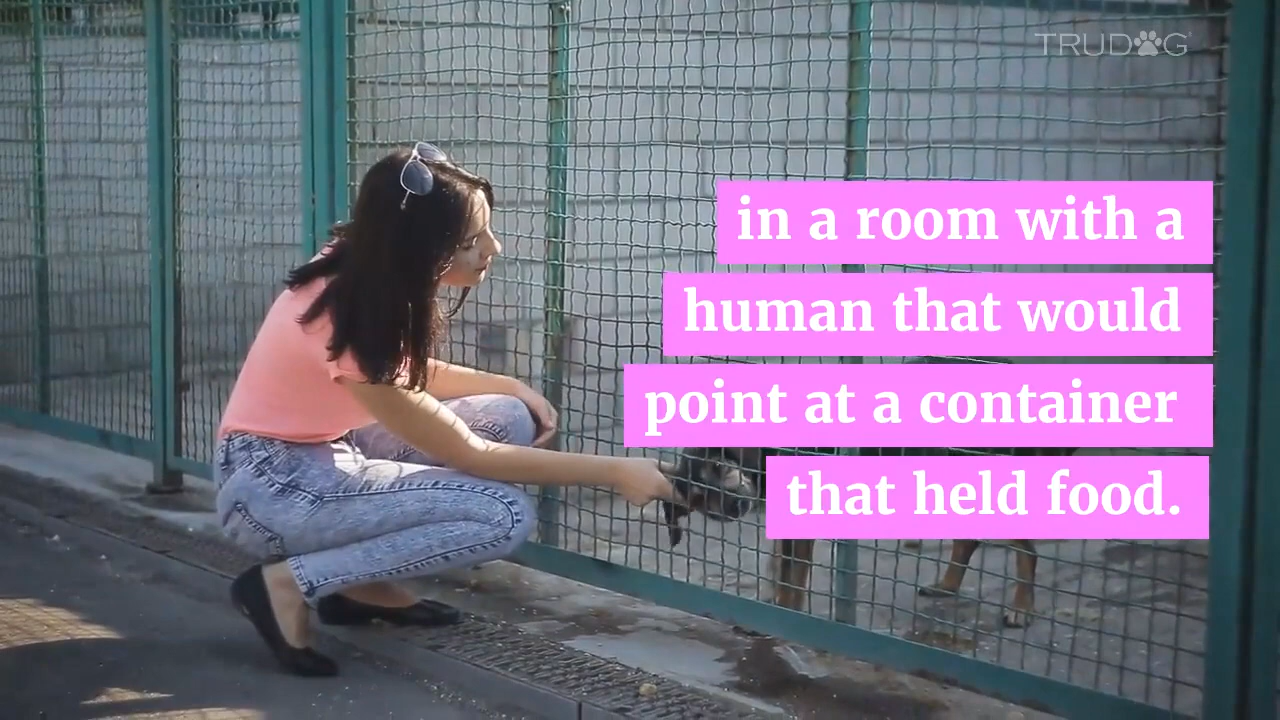 TRUDOG
in a room with a
human that would
point at a container
that held food.